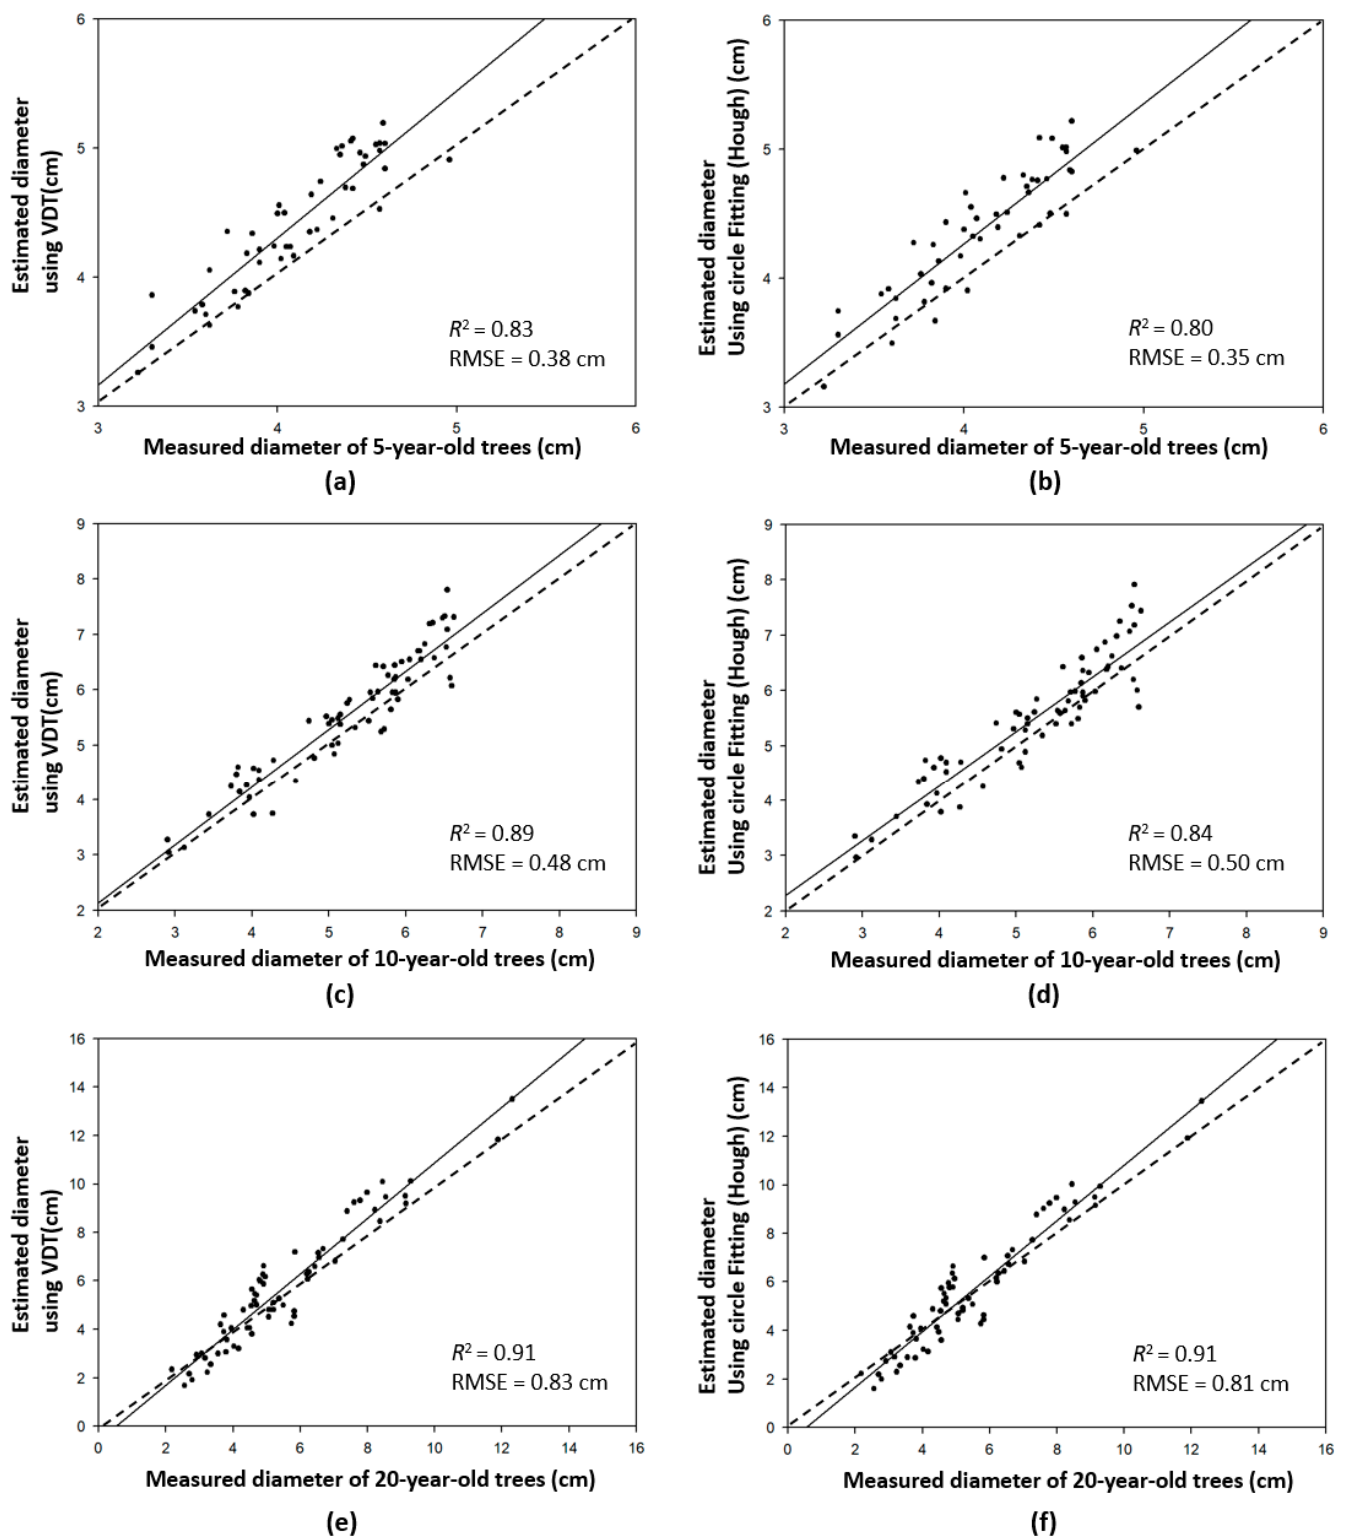 Estimated diameter
using VDT(cm)
6
5
4
3
3
4
5
6
R² = 0.83
RMSE = 0.38 cm
Measured diameter of 5-year-old trees (cm)
(a)
Estimated diameter
Using circle Fitting (Hough) (cm)
6
5
4
3
3
4
5
6
R² = 0.80
RMSE = 0.35 cm
Measured diameter of 5-year-old trees (cm)
(b)
Estimated diameter
using VDT(cm)
9
8
7
6
5
4
3
2
2
3
4
5
6
7
8
9
R² = 0.89
RMSE = 0.48 cm
Measured diameter of 10-year-old trees (cm)
(c)
Estimated diameter
Using circle Fitting (Hough) (cm)
9
8
7
6
5
4
3
2
2
3
4
5
6
7
8
9
R² = 0.84
RMSE = 0.50 cm
Measured diameter of 10-year-old trees (cm)
(d)
Estimated diameter
using VDT(cm)
16
14
12
10
8
6
4
2
0
0
2
4
6
8
10
12
14
16
R² = 0.91
RMSE = 0.83 cm
Measured diameter of 20-year-old trees (cm)
(e)
Estimated diameter
Using circle Fitting (Hough) (cm)
16
14
12
10
8
6
4
2
0
0
2
4
6
8
10
12
14
16
R² = 0.91
RMSE = 0.81 cm
Measured diameter of 20-year-old trees (cm)
(f)